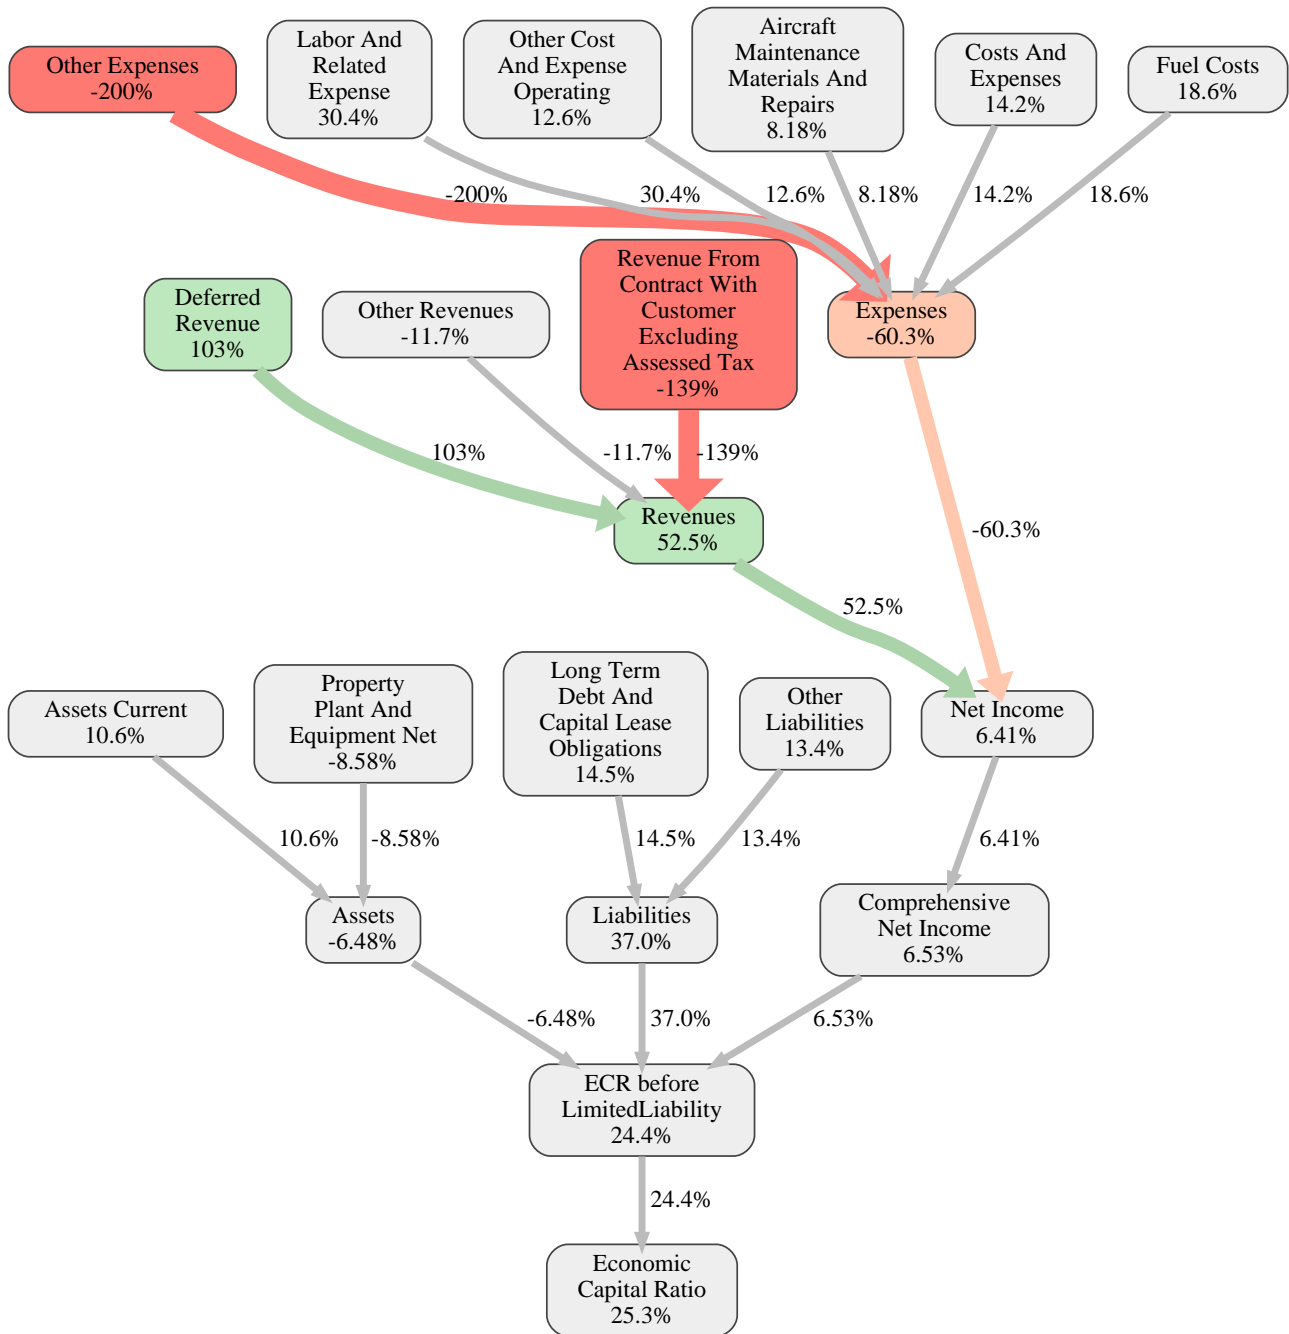 Other Expenses
-200%
Labor And
Related
Expense
30.4%
Other Cost
And Expense
Operating
12.6%
Aircraft
Maintenance
Materials And
Repairs
8.18%
Costs And
Expenses
14.2%
Fuel Costs
18.6%
-200%
30.4%
12.6%
8.18%
14.2%
18.6%
Deferred
Revenue
103%
Other Revenues
-11.7%
Revenue From
Contract With
Customer
Excluding
Assessed Tax
-139%
Expenses
-60.3%
103%
-11.7%
-139%
Revenues
52.5%
-60.3%
52.5%
Assets Current
10.6%
Property
Plant And
Equipment Net
-8.58%
Long Term
Debt And
Capital Lease
Obligations
14.5%
Other
Liabilities
13.4%
Net Income
6.41%
10.6%
-8.58%
14.5%
13.4%
6.41%
Assets
-6.48%
Liabilities
37.0%
Comprehensive
Net Income
6.53%
-6.48%
37.0%
6.53%
ECR before
LimitedLiability
24.4%
24.4%
Economic
Capital Ratio
25.3%